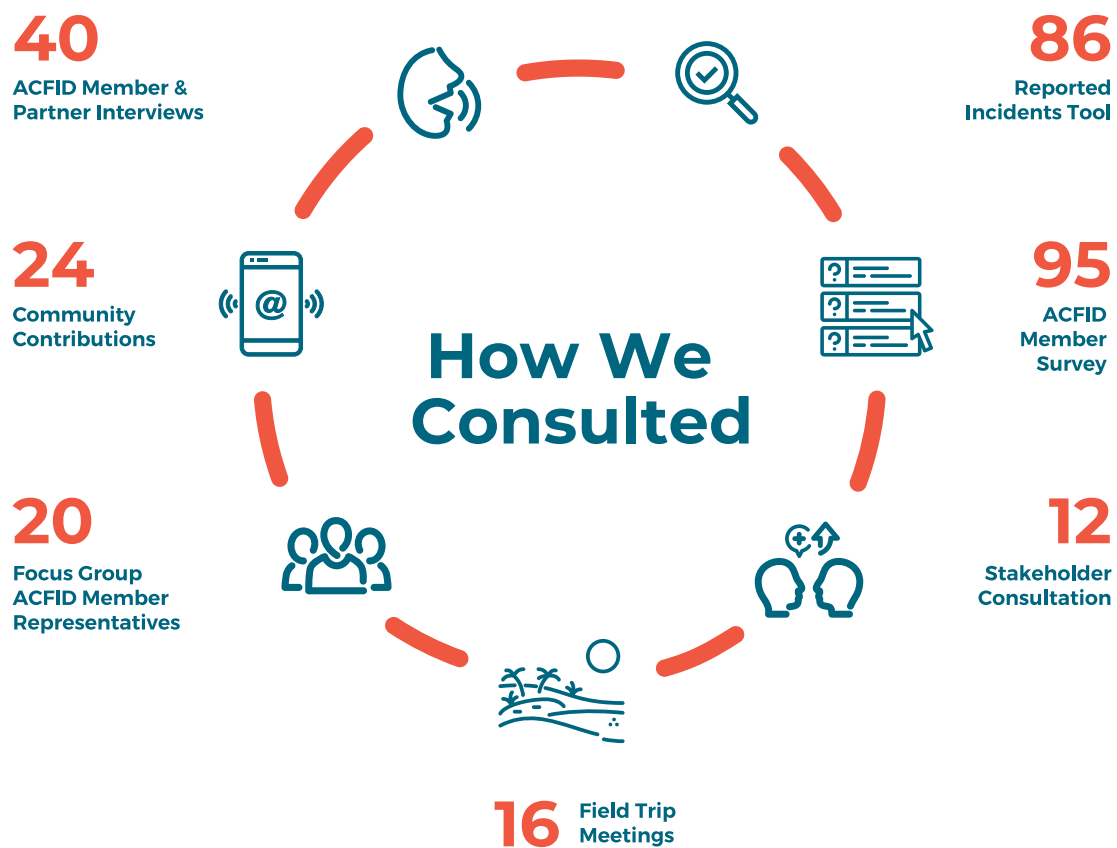 40
ACFID Member &
Partner Interviews
86
Reported
Incidents Tool
24
Community
Contributions
@
?
?
?
95
ACFID
Member
Survey
How We
Consulted
20
Focus Group
ACFID Member
Representatives
12
Stakeholder
Consultation
16
Field Trip
Meetings